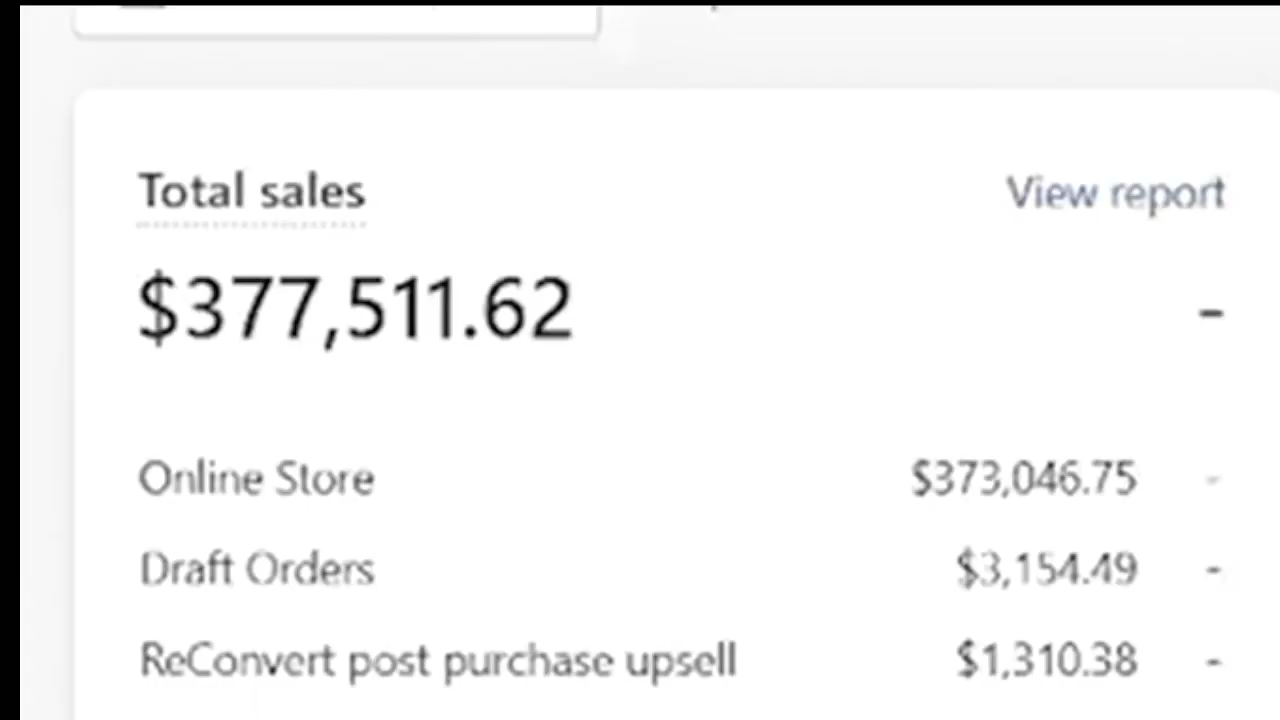 Total sales
View report
$377,511.62
-
Online Store $373,046.75 -
Draft Orders $3,154.49 -
ReConvert post purchase upsell $1,310.38 -